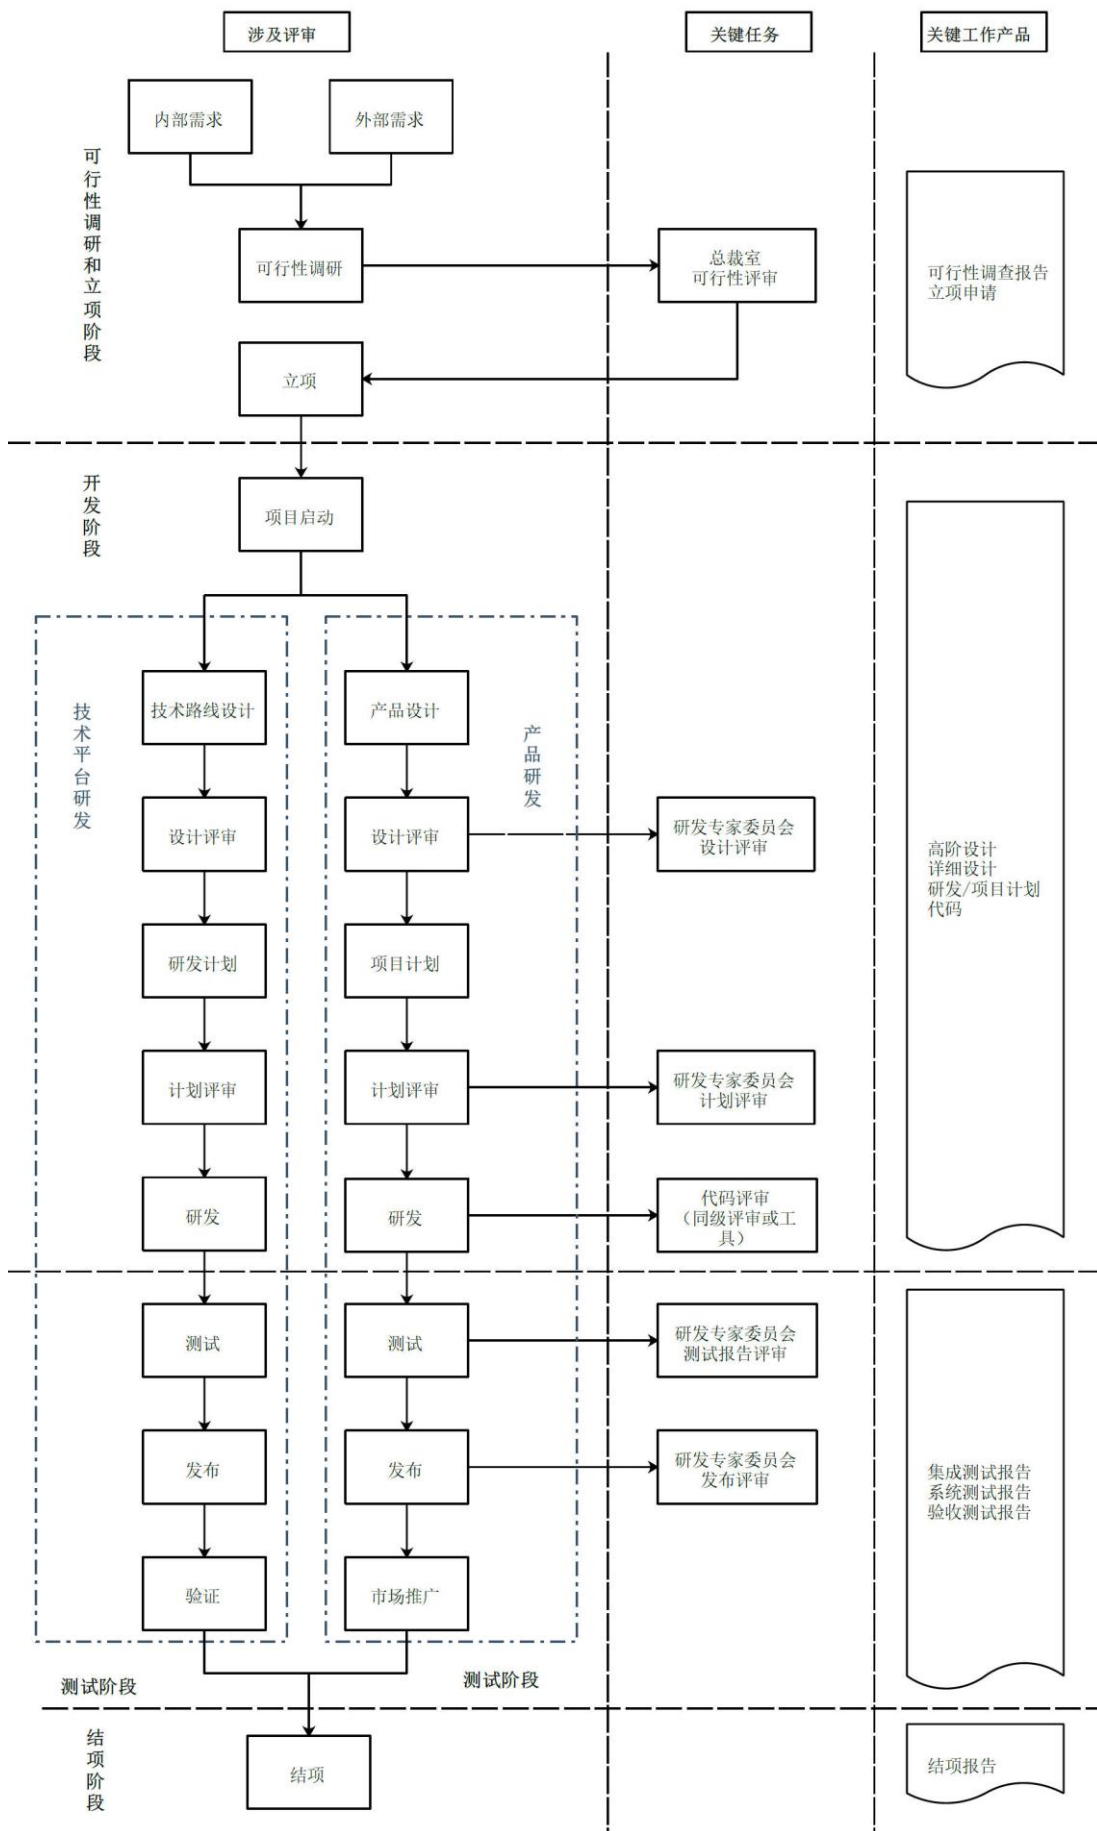 涉及评审
关键任务
关键工作产品
内部需求
外部需求
可行性调研和立项阶段
可行性调研
总裁室
可行性评审
可行性调查报告
立项申请
立项
开发阶段
项目启动
技术平台研发
技术路线设计
产品设计
产品研发
设计评审
设计评审
研发专家委员会
设计评审
高阶设计
详细设计
研发/项目计划
代码
研发计划
项目计划
计划评审
计划评审
研发专家委员会
计划评审
研发
研发
代码评审
（同级评审或工
具）
测试
测试
研发专家委员会
测试报告评审
发布
发布
研发专家委员会
发布评审
集成测试报告
系统测试报告
验收测试报告
验证
市场推广
测试阶段
测试阶段
结项阶段
结项
结项报告